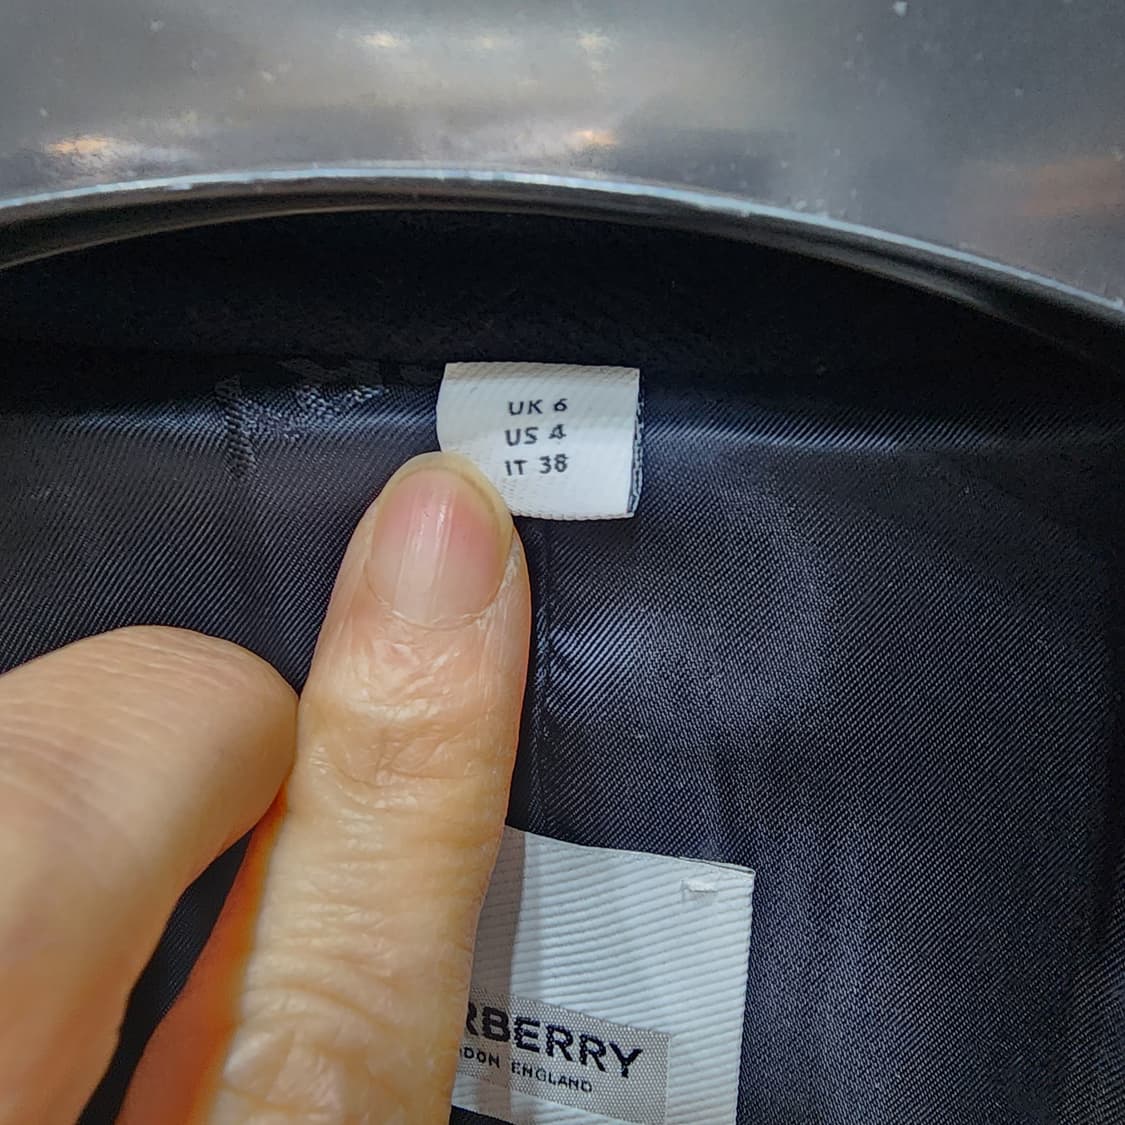 UK 6
US 4
IT 38
RBERRY
DON ENGLAND